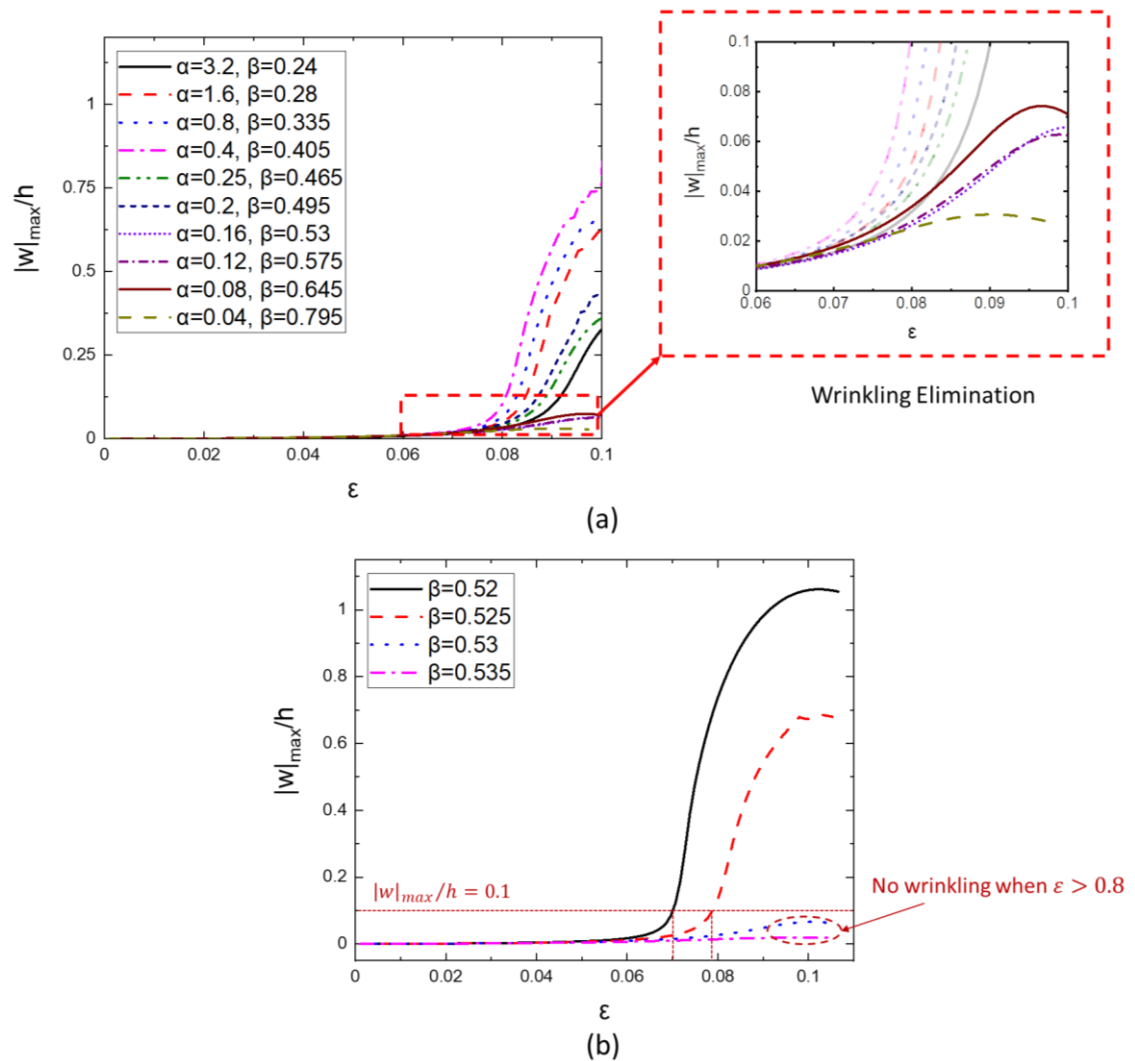 |w|max/h
1
0.75
0.5
0.25
0
α=3.2, β=0.24
α=1.6, β=0.28
α=0.8, β=0.335
α=0.4, β=0.405
α=0.25, β=0.465
α=0.2, β=0.495
α=0.16, β=0.53
α=0.12, β=0.575
α=0.08, β=0.645
α=0.04, β=0.795
0 0.02 0.04 0.06 0.08 0.1
ε
|w|max/h
0.1
0.08
0.06
0.04
0.02
0
0.06 0.07 0.08 0.09 0.1
ε
Wrinkling Elimination
(a)
|w|max/h
1
0.8
0.6
0.4
0.2
0
β=0.52
β=0.525
β=0.53
β=0.535
|w|max/h = 0.1
No wrinkling when ε > 0.8
0 0.02 0.04 0.06 0.08 0.1
ε
(b)